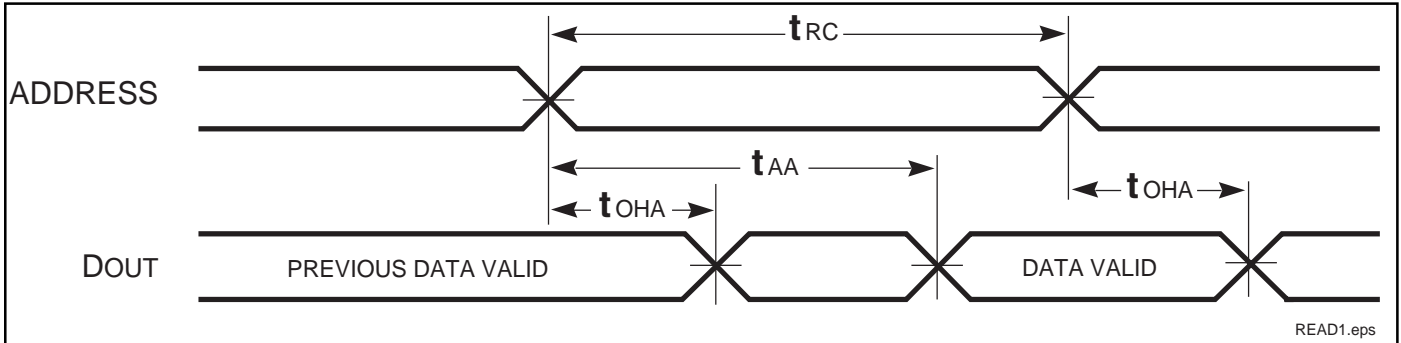 tRC
ADDRESS
tAA
tOHA
tOHA
DOUT
PREVIOUS DATA VALID
DATA VALID
READ1.eps